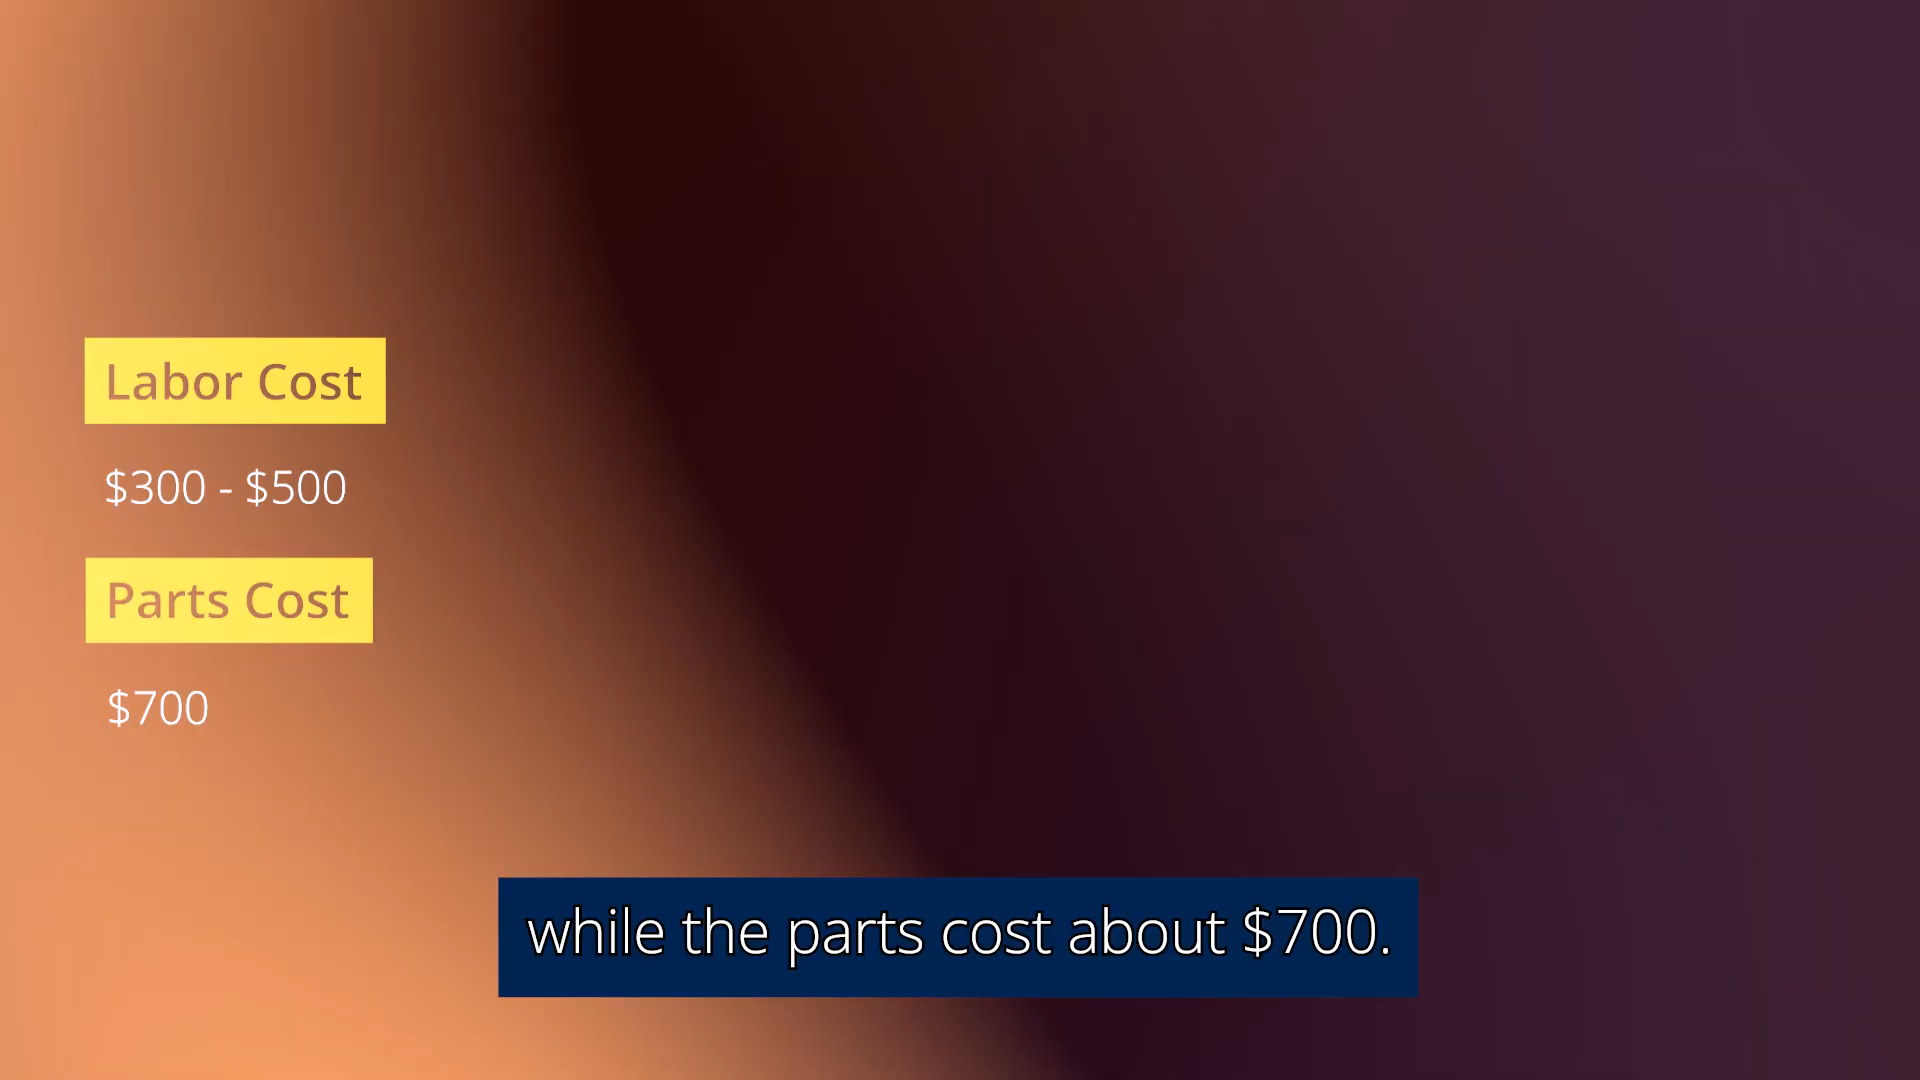 Labor Cost
$300 - $500
Parts Cost
$700
while the parts cost about $700.